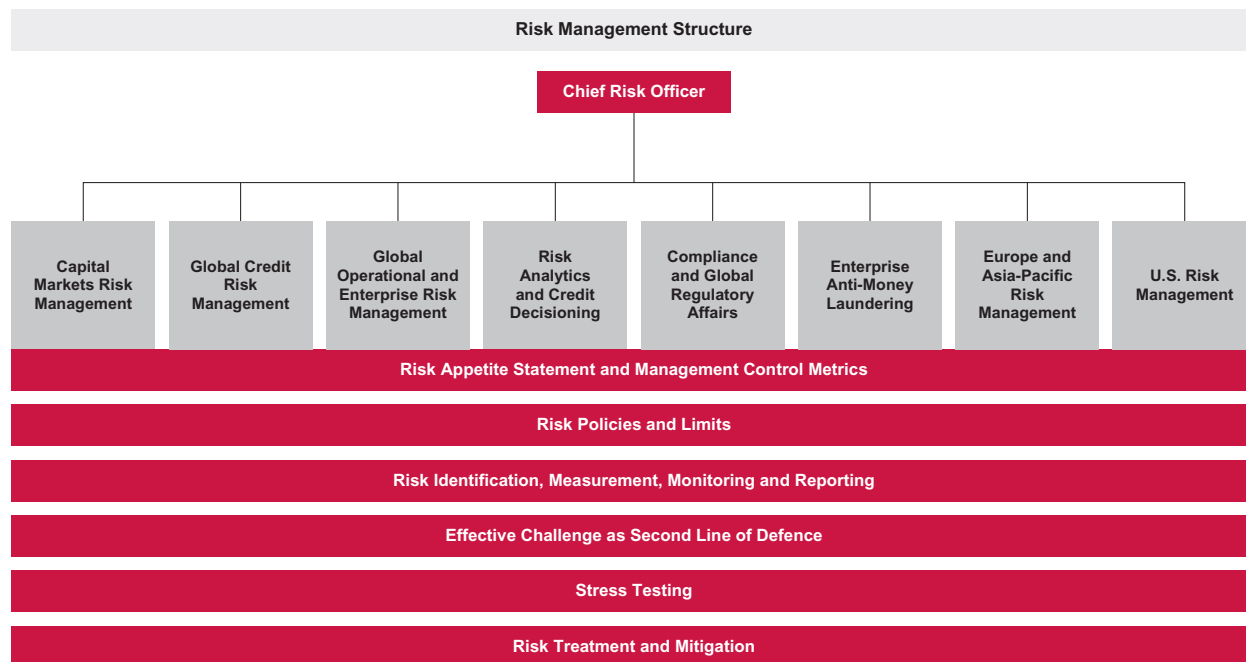 Risk Management Structure
Chief Risk Officer
Capital
Markets Risk
Management
Global Credit
Risk
Management
Global
Operational and
Enterprise Risk
Management
Risk
Analytics
and Credit
Decisioning
Compliance
and Global
Regulatory
Affairs
Enterprise
Anti-Money
Laundering
Europe and
Asia-Pacific
Risk
Management
U.S. Risk
Management
Risk Appetite Statement and Management Control Metrics
Risk Policies and Limits
Risk Identification, Measurement, Monitoring and Reporting
Effective Challenge as Second Line of Defence
Stress Testing
Risk Treatment and Mitigation